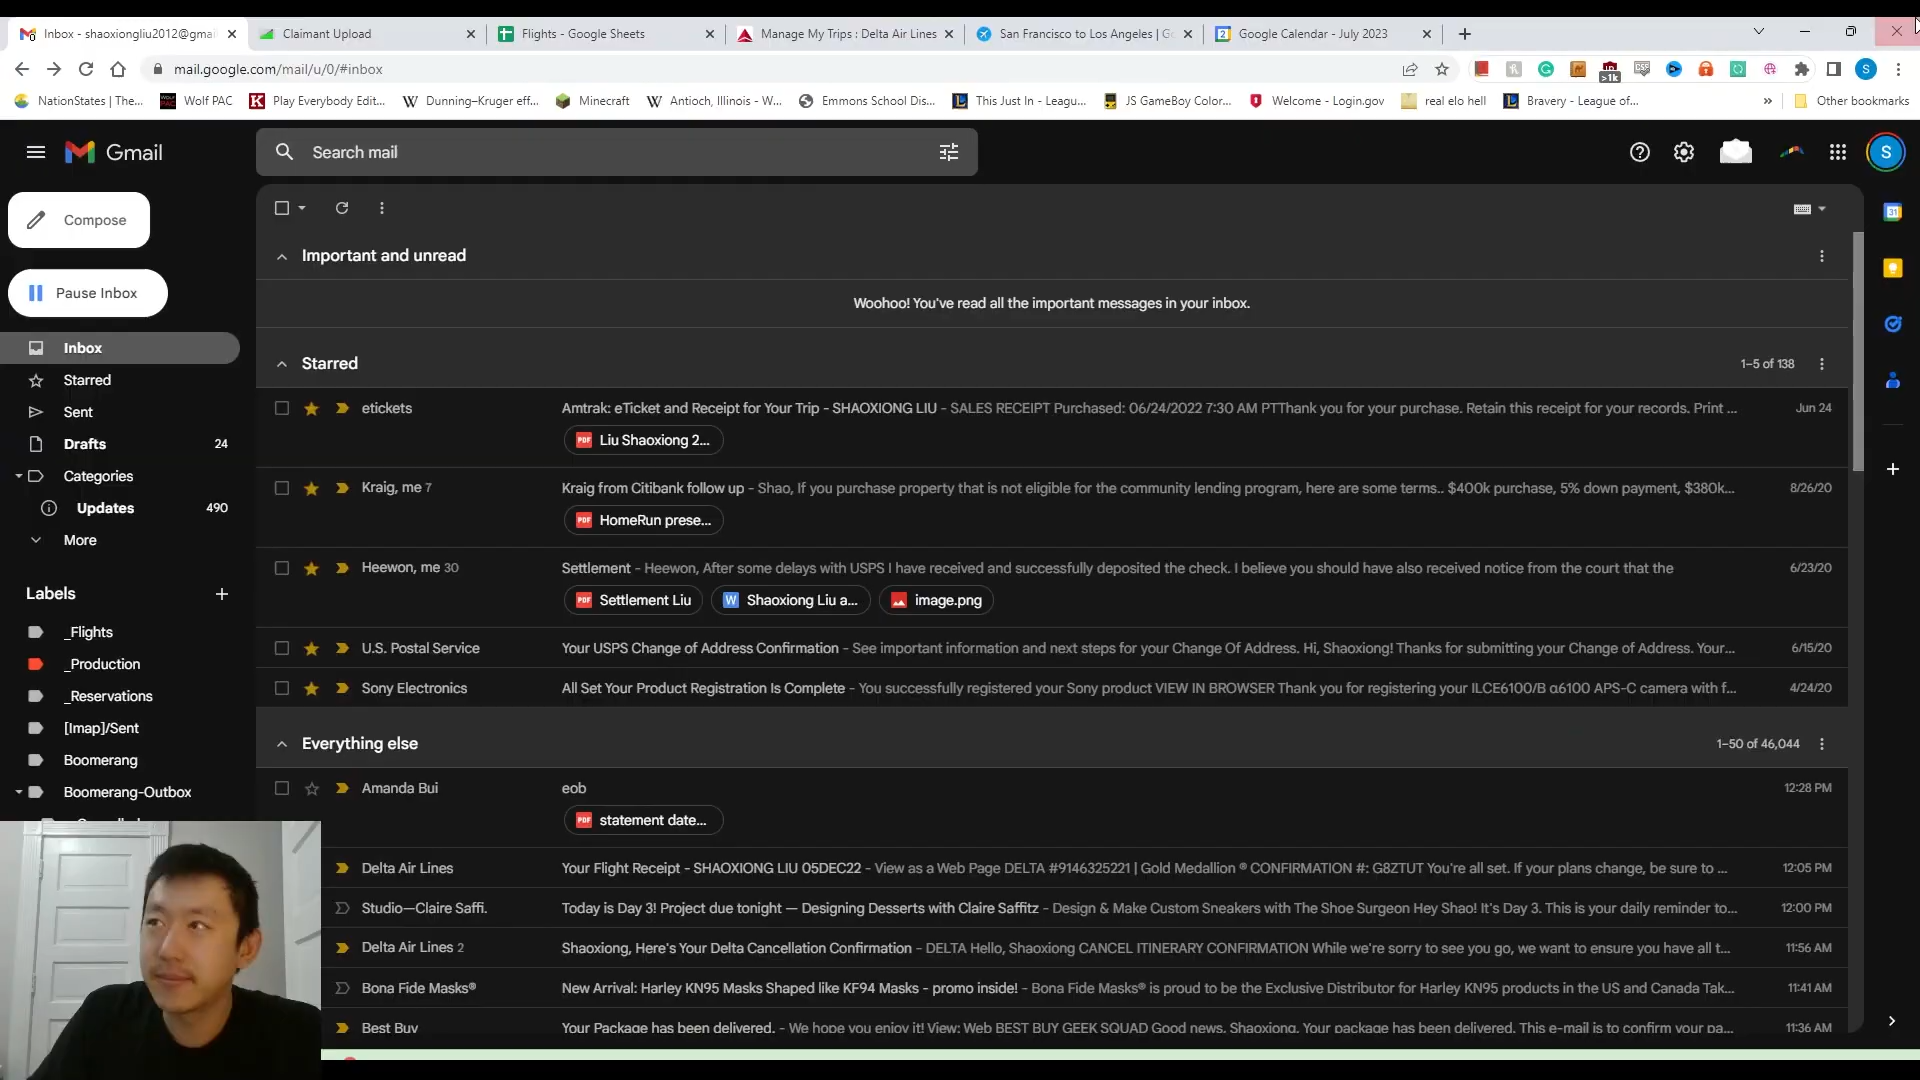 Inbox - shaoxiongliu2012@gmai
Claimant Upload
Flights - Google Sheets
Manage My Trips : Delta Air Lines
San Francisco to Los Angeles | Go
Google Calendar - July 2023
mail.google.com/mail/u/0/#inbox
>1k
S
NationStates | The...
Wolf PAC
Play Everybody Edit...
Dunning–Kruger eff...
Minecraft
Antioch, Illinois - W...
Emmons School Dis...
This Just In - Leagu...
JS GameBoy Color...
Welcome - Login.gov
real elo hell
Bravery - League of...
»
Other bookmarks
Gmail
Search mail
S
Compose
Pause Inbox
Inbox
Starred
Sent
Drafts 24
Categories
Updates 490
More
Labels
_Flights
_Production
_Reservations
[Imap]/Sent
Boomerang
Boomerang-Outbox
Important and unread
Woohoo! You've read all the important messages in your inbox.
Starred 1–5 of 138
etickets Amtrak: eTicket and Receipt for Your Trip - SHAOXIONG LIU - SALES RECEIPT Purchased: 06/24/2022 7:30 AM PTThank you for your purchase. Retain this receipt for your records. Print ... Jun 24
PDF Liu Shaoxiong 2...
Kraig, me 7 Kraig from Citibank follow up - Shao, If you purchase property that is not eligible for the community lending program, here are some terms.. $400k purchase, 5% down payment, $380k... 8/26/20
PDF HomeRun prese...
Heewon, me 30 Settlement - Heewon, After some delays with USPS I have received and successfully deposited the check. I believe you should have also received notice from the court that the 6/23/20
PDF Settlement Liu W Shaoxiong Liu a... image.png
U.S. Postal Service Your USPS Change of Address Confirmation - See important information and next steps for your Change Of Address. Hi, Shaoxiong! Thanks for submitting your Change of Address. Your... 6/15/20
Sony Electronics All Set Your Product Registration Is Complete - You successfully registered your Sony product VIEW IN BROWSER Thank you for registering your ILCE6100/B α6100 APS-C camera with f... 4/24/20
Everything else 1–50 of 46,044
Amanda Bui eob 12:28 PM
PDF statement date...
Delta Air Lines Your Flight Receipt - SHAOXIONG LIU 05DEC22 - View as a Web Page DELTA #9146325221 | Gold Medallion ® CONFIRMATION #: G8ZTUT You're all set. If your plans change, be sure to ... 12:05 PM
Studio—Claire Saffi. Today is Day 3! Project due tonight — Designing Desserts with Claire Saffitz - Design & Make Custom Sneakers with The Shoe Surgeon Hey Shao! It's Day 3. This is your daily reminder to... 12:00 PM
Delta Air Lines 2 Shaoxiong, Here's Your Delta Cancellation Confirmation - DELTA Hello, Shaoxiong CANCEL ITINERARY CONFIRMATION While we're sorry to see you go, we want to ensure you have all t... 11:56 AM
Bona Fide Masks® New Arrival: Harley KN95 Masks Shaped like KF94 Masks - promo inside! - Bona Fide Masks® is proud to be the Exclusive Distributor for Harley KN95 products in the US and Canada Tak... 11:41 AM
Best Buy Your Package has been delivered. - We hope you enjoy it! View: Web BEST BUY GEEK SQUAD Good news, Shaoxiong. Your package has been delivered. This e-mail is to confirm your pa... 11:36 AM